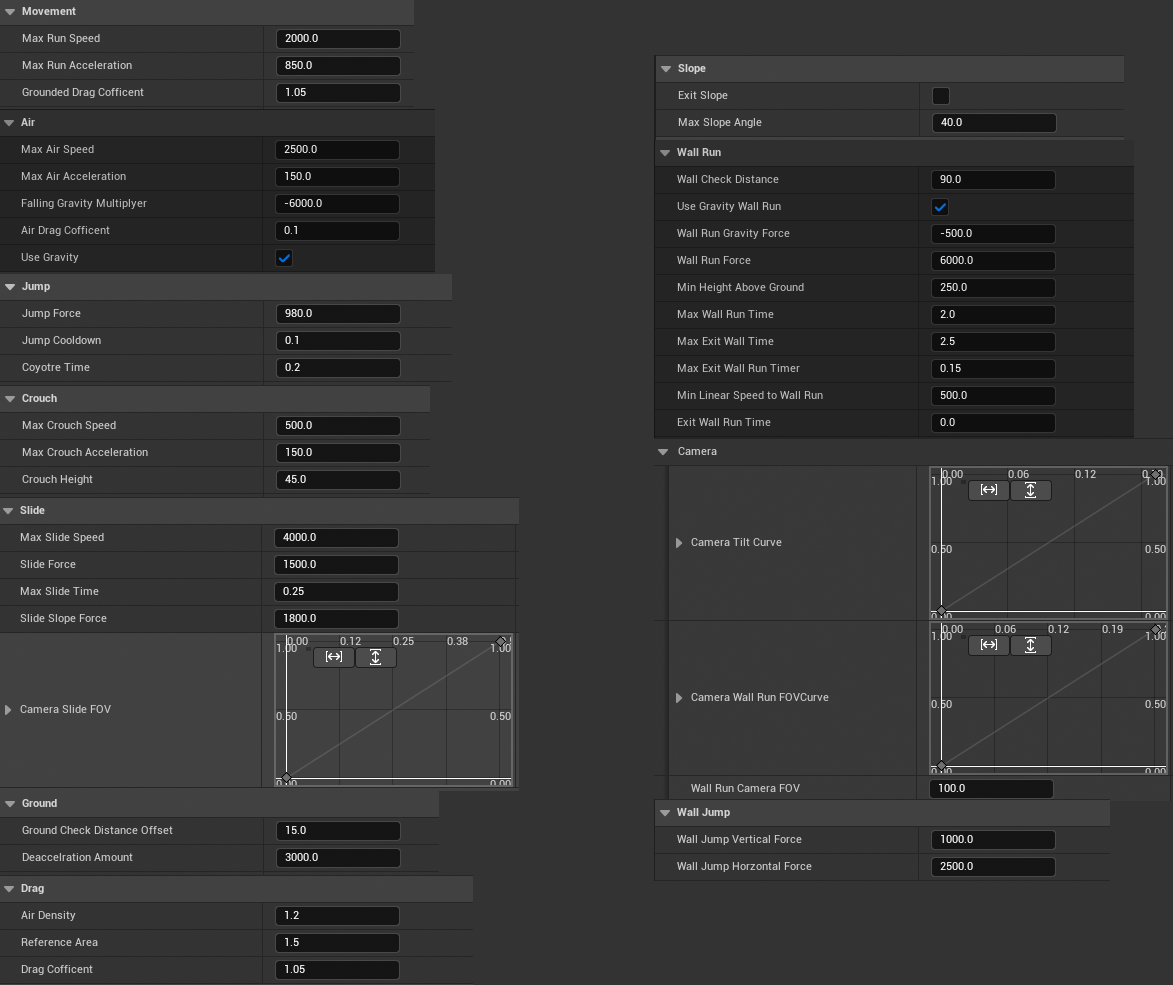 Movement
Max Run Speed 2000.0
Max Run Acceleration 850.0
Grounded Drag Cofficent 1.05
Air
Max Air Speed 2500.0
Max Air Acceleration 150.0
Falling Gravity Multiplyer -6000.0
Air Drag Cofficent 0.1
Use Gravity
Jump
Jump Force 980.0
Jump Cooldown 0.1
Coyotre Time 0.2
Crouch
Max Crouch Speed 500.0
Max Crouch Acceleration 150.0
Crouch Height 45.0
Slide
Max Slide Speed 4000.0
Slide Force 1500.0
Max Slide Time 0.25
Slide Slope Force 1800.0
0.00 0.12 0.25 0.38
1.00 1.00
Camera Slide FOV
0.50 0.50
0.00 0.00
Ground
Ground Check Distance Offset 15.0
Deaccelration Amount 3000.0
Drag
Air Density 1.2
Reference Area 1.5
Drag Cofficent 1.05
Slope
Exit Slope
Max Slope Angle 40.0
Wall Run
Wall Check Distance 90.0
Use Gravity Wall Run
Wall Run Gravity Force -500.0
Wall Run Force 6000.0
Min Height Above Ground 250.0
Max Wall Run Time 2.0
Max Exit Wall Time 2.5
Max Exit Wall Run Timer 0.15
Min Linear Speed to Wall Run 500.0
Exit Wall Run Time 0.0
Camera
0.00 0.06 0.12
1.00 1.00
Camera Tilt Curve
0.50 0.50
0.00 0.00
0.00 0.06 0.12 0.19
1.00 1.00
Camera Wall Run FOVCurve
0.50 0.50
0.00 0.00
Wall Run Camera FOV 100.0
Wall Jump
Wall Jump Vertical Force 1000.0
Wall Jump Horzontal Force 2500.0